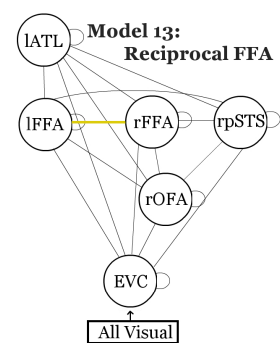 Model 13:
Reciprocal FFA
lATL
lFFA
rFFA
rpSTS
rOFA
EVC
All Visual